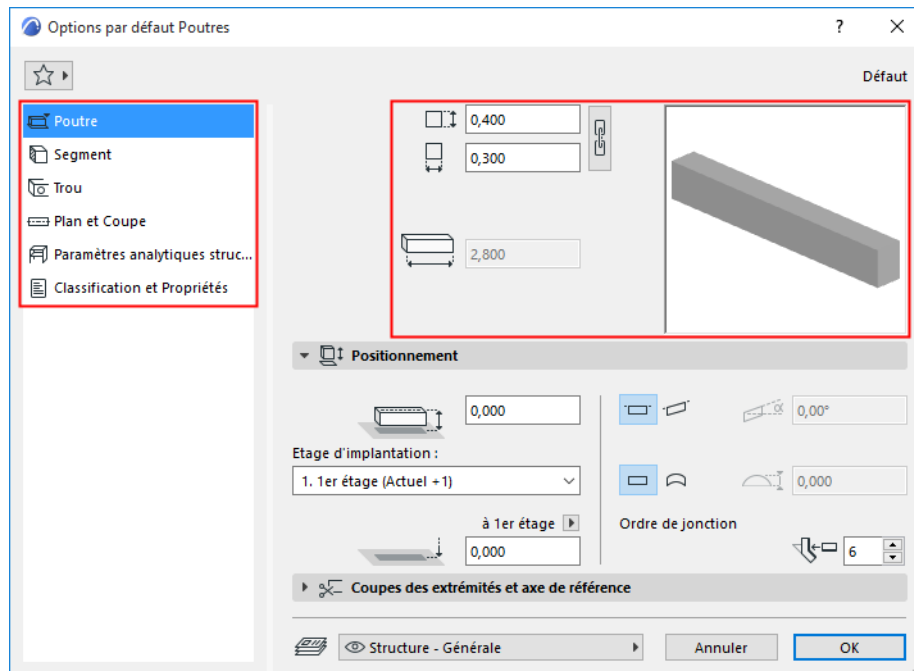 Options par défaut Poutres
?
Défaut
Poutre
Segment
Trou
Plan et Coupe
Paramètres analytiques struc...
Classification et Propriétés
0,400
0,300
2,800
Positionnement
0,000
Etage d'implantation :
1. 1er étage (Actuel +1)
à 1er étage
0,000
α
0,00°
0,000
Ordre de jonction
6
Coupes des extrémités et axe de référence
Structure - Générale
Annuler
OK